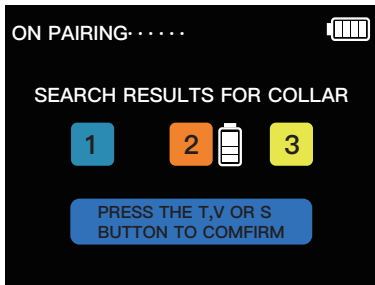 ON PAIRING······
SEARCH RESULTS FOR COLLAR
1 2 3
PRESS THE T,V OR S
BUTTON TO COMFIRM